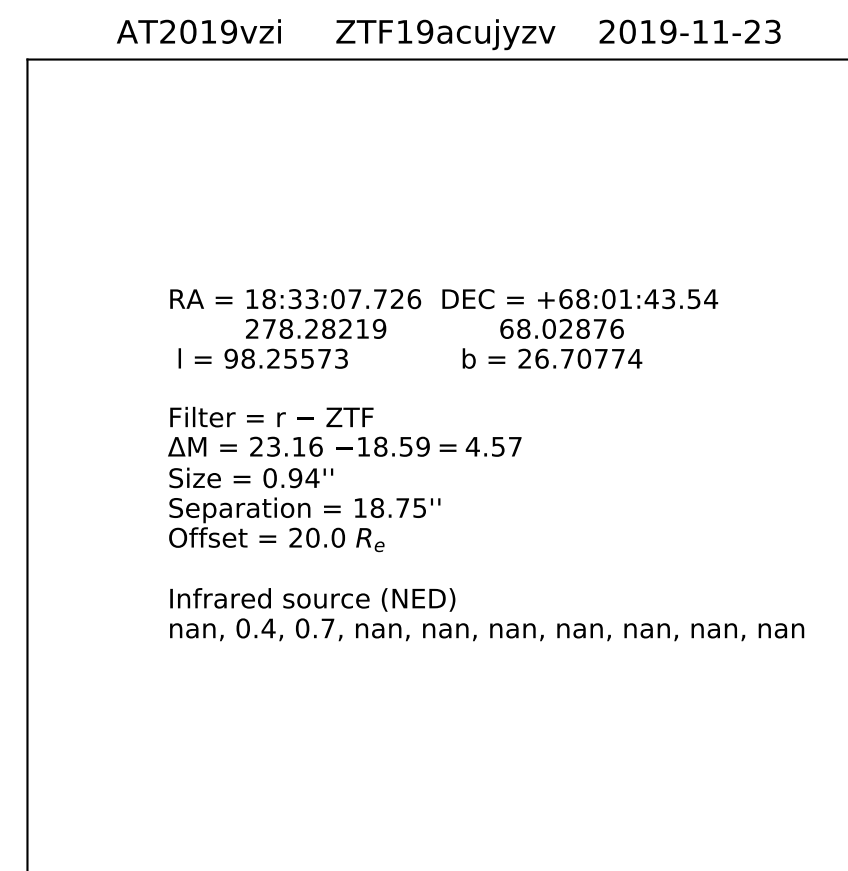 AT2019vzi ZTF19acujyzv 2019-11-23
RA = 18:33:07.726 DEC = +68:01:43.54
278.28219 68.02876
l = 98.25573 b = 26.70774
Filter = r − ZTF
ΔM = 23.16 −18.59 = 4.57
Size = 0.94''
Separation = 18.75''
Offset = 20.0 Rₑ
Infrared source (NED)
nan, 0.4, 0.7, nan, nan, nan, nan, nan, nan, nan